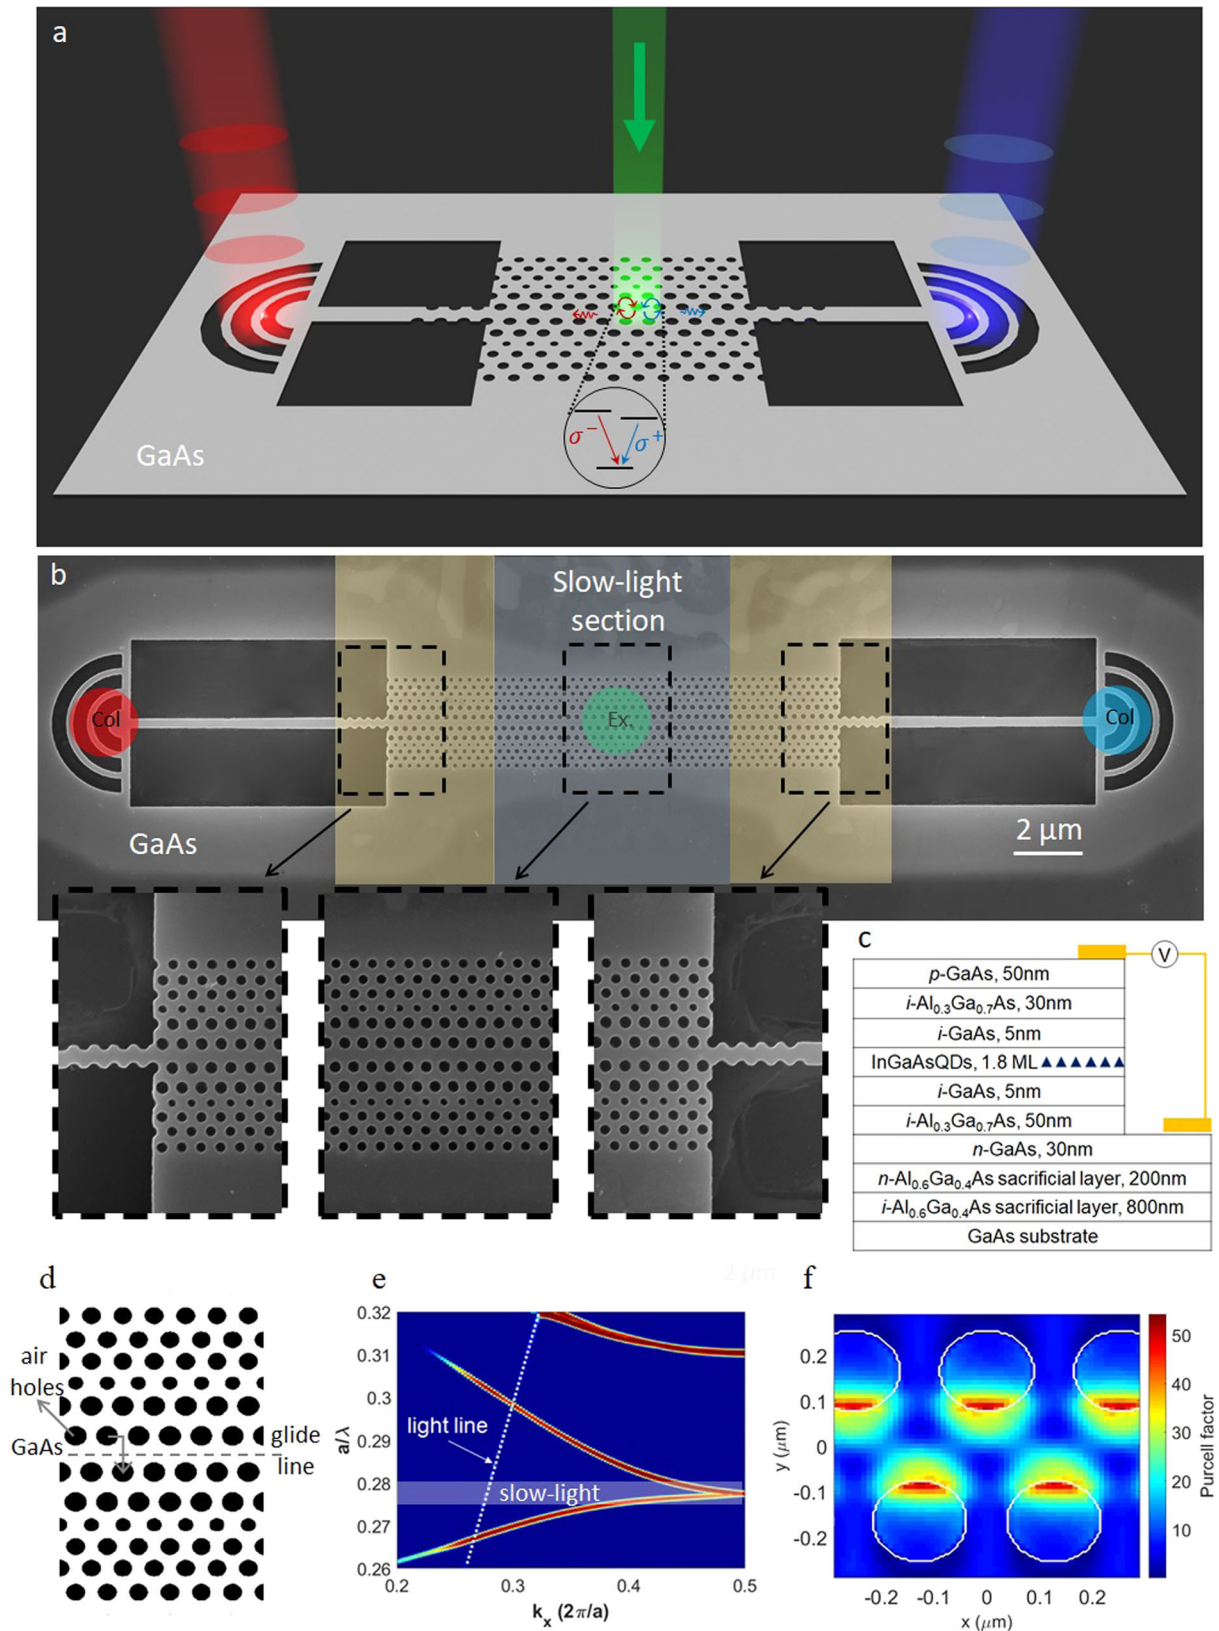 a
σ−
σ+
GaAs
b
Slow-light
section
Col
Ex.
Col
GaAs
2 μm
c
V
p-GaAs, 50nm
i-Al0.3Ga0.7As, 30nm
i-GaAs, 5nm
InGaAsQDs, 1.8 ML
i-GaAs, 5nm
i-Al0.3Ga0.7As, 50nm
n-GaAs, 30nm
n-Al0.6Ga0.4As sacrificial layer, 200nm
i-Al0.6Ga0.4As sacrificial layer, 800nm
GaAs substrate
2 μm
d
air
holes
GaAs
glide
line
e
0.32
0.31
0.3
0.29
0.28
0.27
0.26
a/λ
light line
slow-light
0.2
0.3
0.4
0.5
kx (2π/a)
f
0.2
0.1
0
-0.1
-0.2
y (μm)
-0.2
-0.1
0
0.1
0.2
x (μm)
50
40
30
20
10
Purcell factor